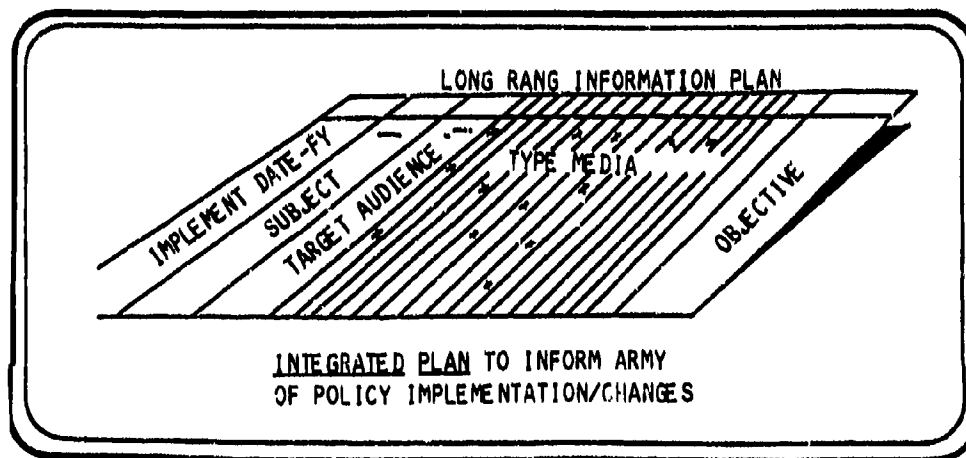 LONG RANG INFORMATION PLAN
IMPLEMENT DATE-FY
SUBJECT
TARGET AUDIENCE
TYPE MEDIA
OBJECTIVE
INTEGRATED PLAN TO INFORM ARMY
OF POLICY IMPLEMENTATION/CHANGES